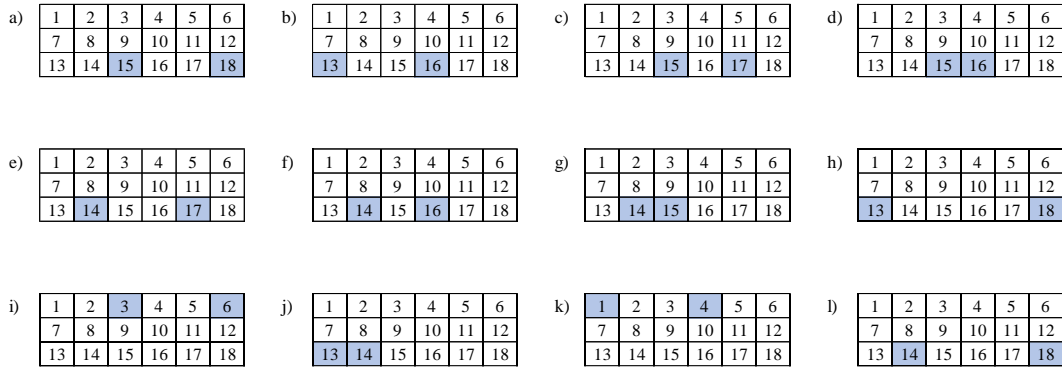 a) 1 2 3 4 5 6 b) 1 2 3 4 5 6 c) 1 2 3 4 5 6 d) 1 2 3 4 5 6
7 8 9 10 11 12 7 8 9 10 11 12 7 8 9 10 11 12 7 8 9 10 11 12
13 14 15 16 17 18 13 14 15 16 17 18 13 14 15 16 17 18 13 14 15 16 17 18
e) 1 2 3 4 5 6 f) 1 2 3 4 5 6 g) 1 2 3 4 5 6 h) 1 2 3 4 5 6
7 8 9 10 11 12 7 8 9 10 11 12 7 8 9 10 11 12 7 8 9 10 11 12
13 14 15 16 17 18 13 14 15 16 17 18 13 14 15 16 17 18 13 14 15 16 17 18
i) 1 2 3 4 5 6 j) 1 2 3 4 5 6 k) 1 2 3 4 5 6 l) 1 2 3 4 5 6
7 8 9 10 11 12 7 8 9 10 11 12 7 8 9 10 11 12 7 8 9 10 11 12
13 14 15 16 17 18 13 14 15 16 17 18 13 14 15 16 17 18 13 14 15 16 17 18